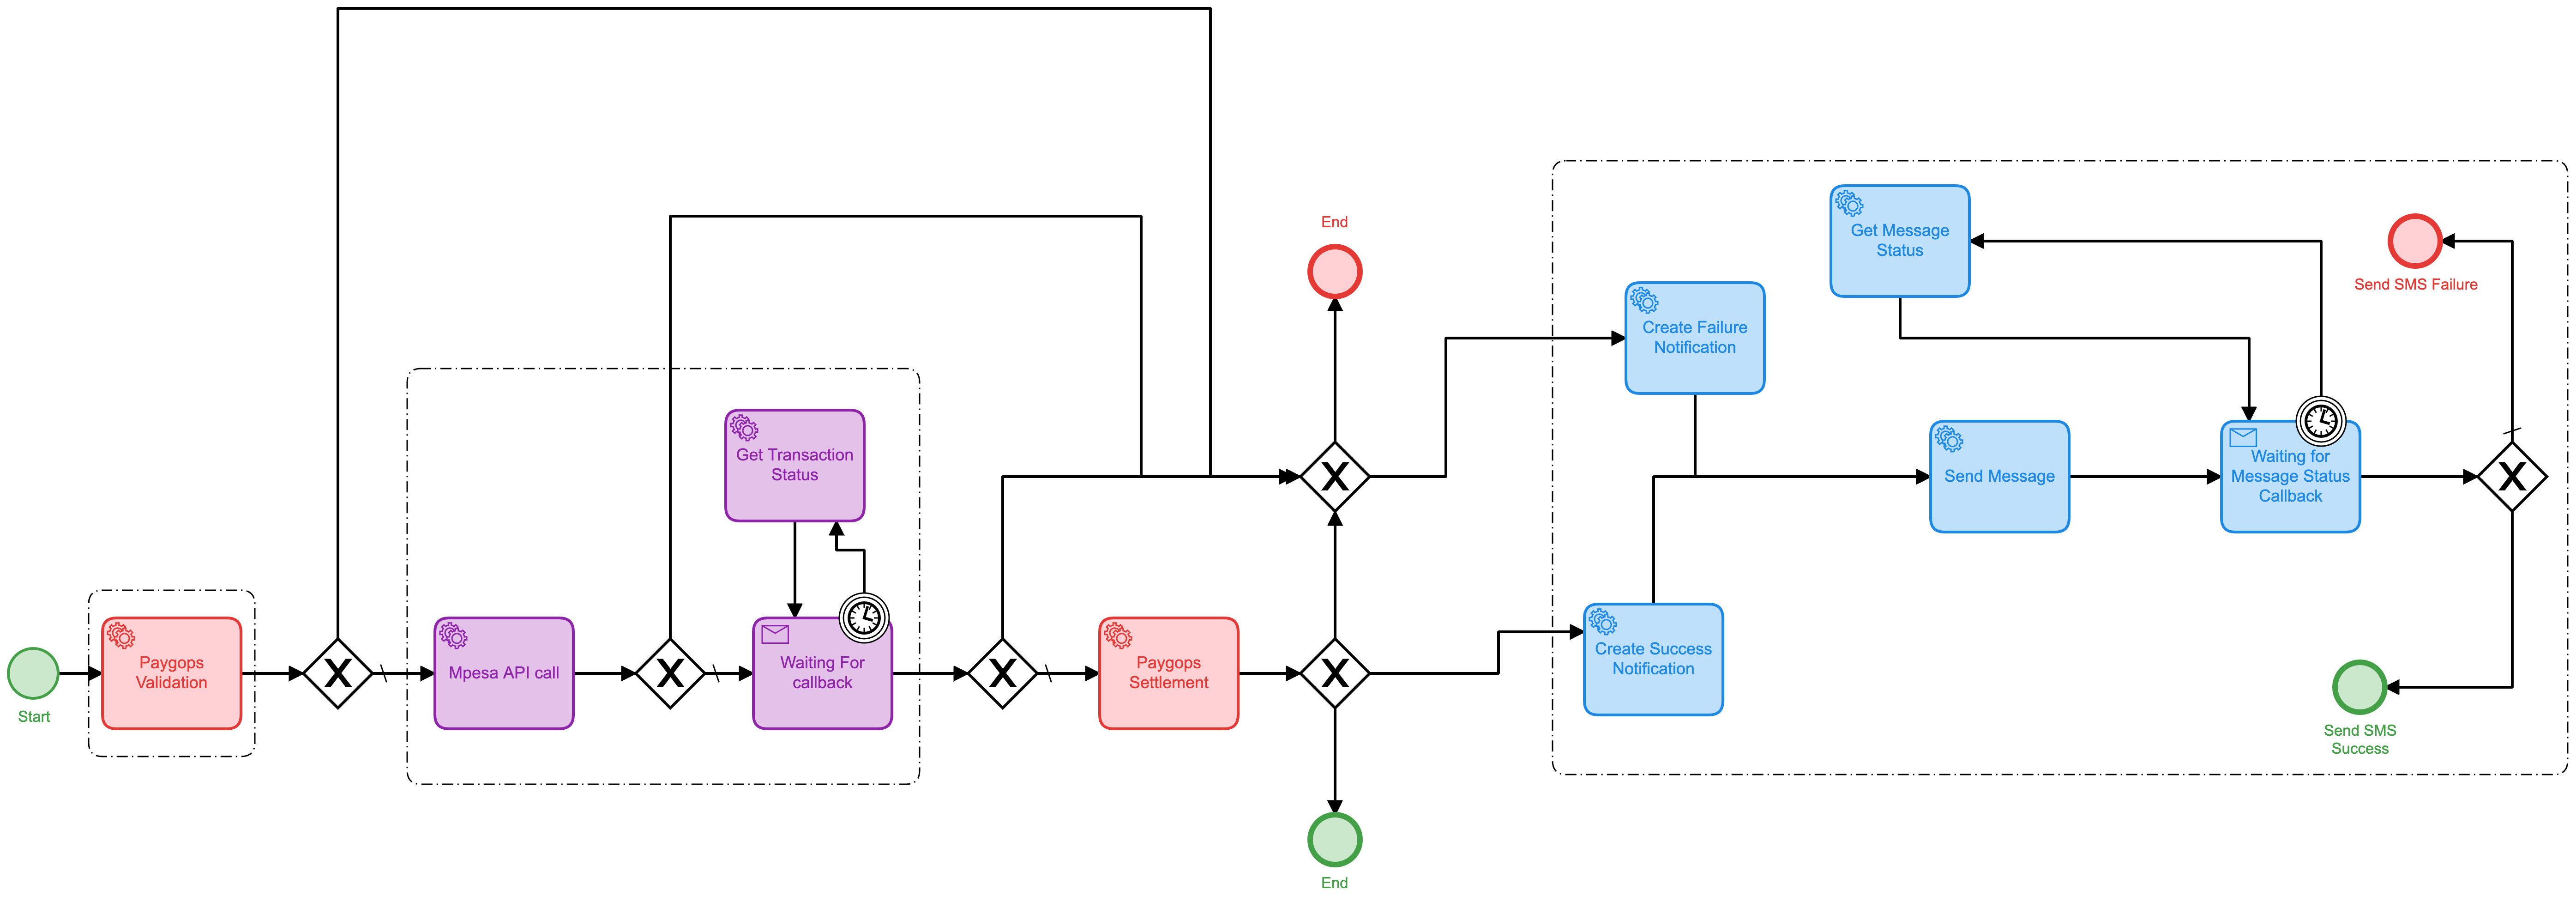 Start
Paygops
Validation
Mpesa API call
Get Transaction
Status
Waiting For
callback
Paygops
Settlement
End
End
Create Failure
Notification
Create Success
Notification
Get Message
Status
Send Message
Waiting for
Message Status
Callback
Send SMS Failure
Send SMS
Success